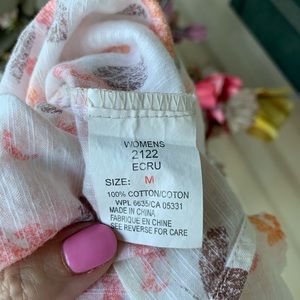 WOMENS
2122
ECRU
SIZE: M
100% COTTON/COTON
WPL 6635/CA 05331
MADE IN CHINA
FABRIQUE EN CHINE
SEE REVERSE FOR CARE